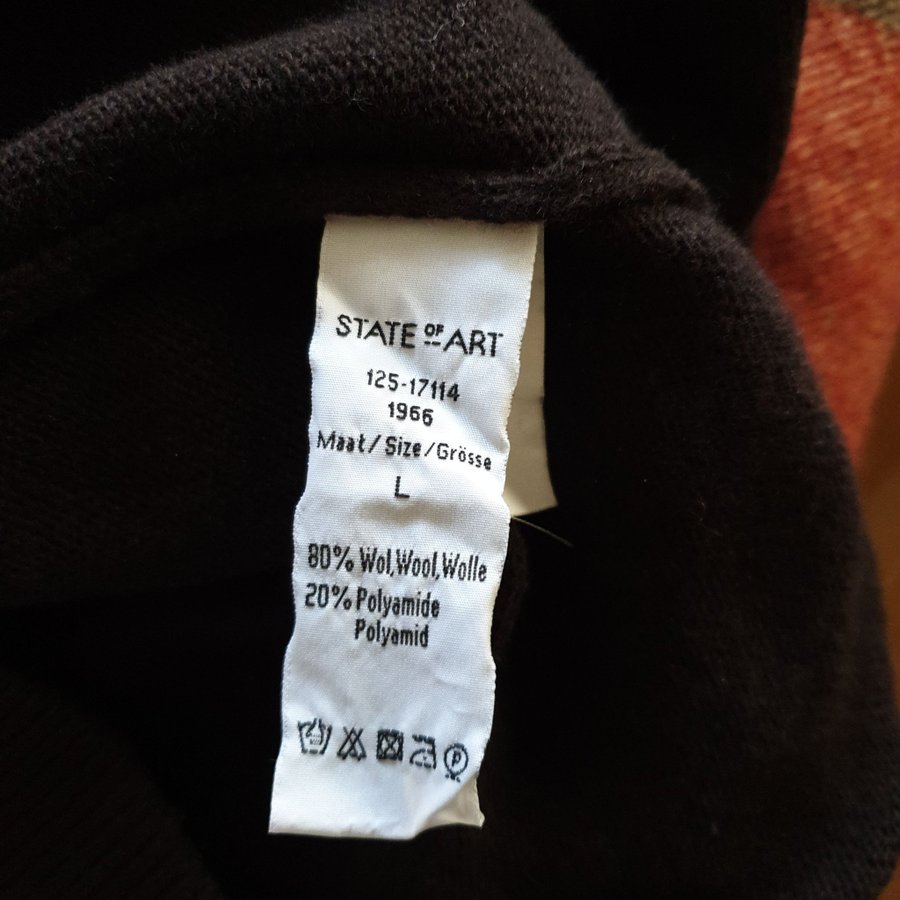 STATE OF ART
125-17114
1966
Maat/Size/Grösse
L
80% Wol,Wool,Wolle
20% Polyamide
Polyamid
P